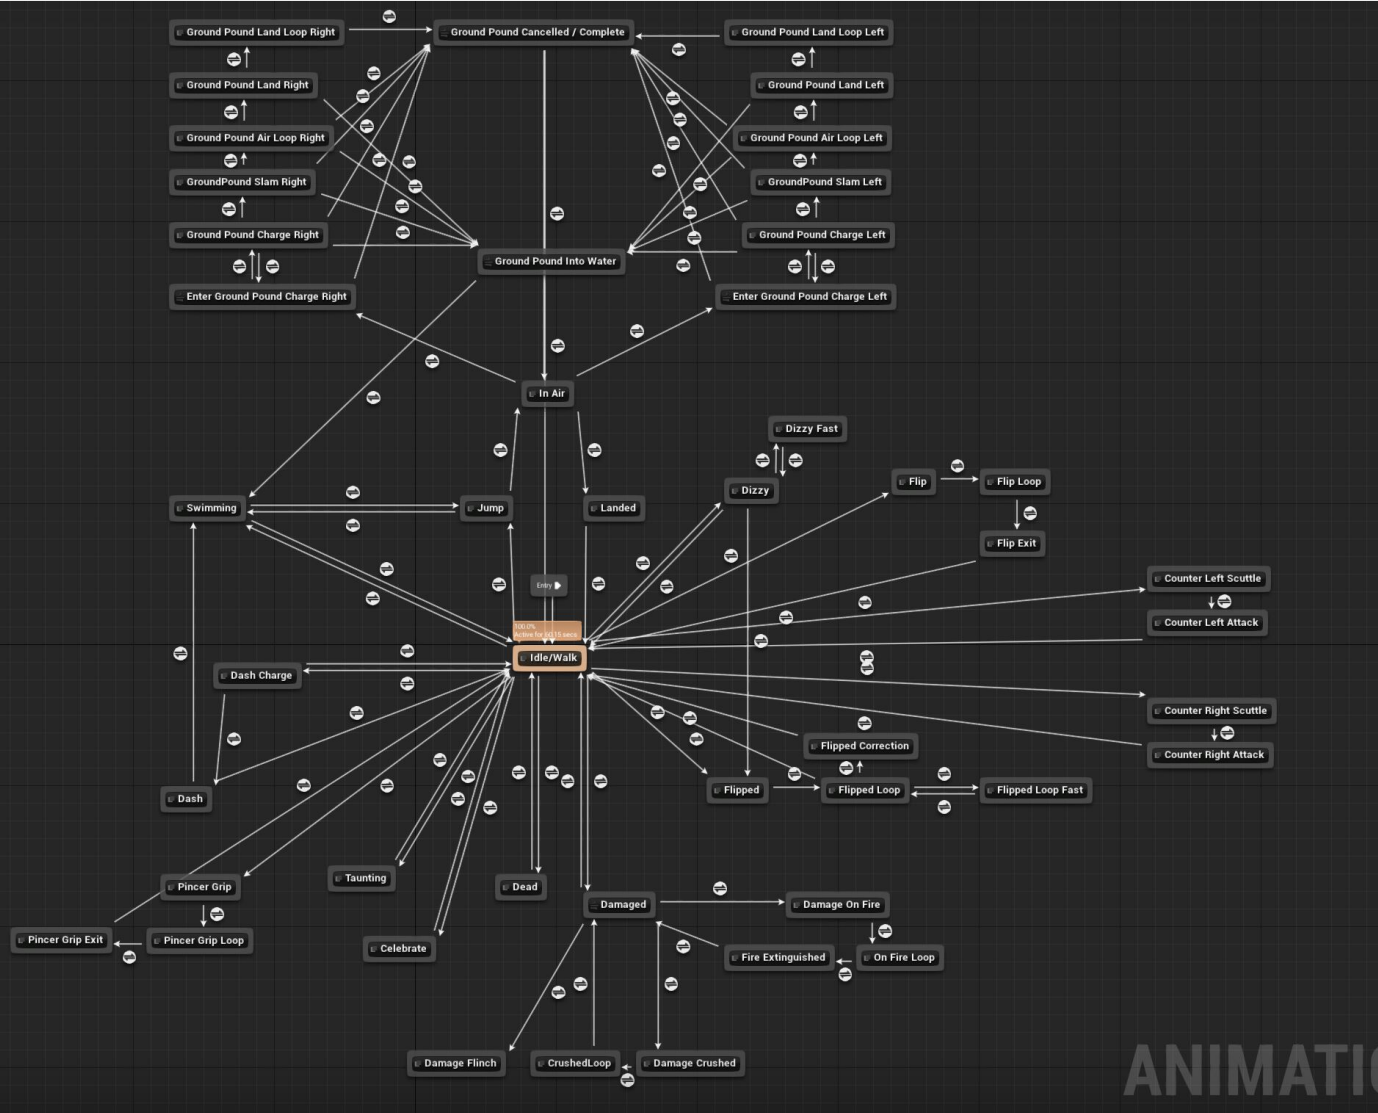 Ground Pound Land Loop Right
Ground Pound Cancelled / Complete
Ground Pound Land Loop Left
Ground Pound Land Right
Ground Pound Land Left
Ground Pound Air Loop Right
Ground Pound Air Loop Left
GroundPound Slam Right
GroundPound Slam Left
Ground Pound Charge Right
Ground Pound Charge Left
Ground Pound Into Water
Enter Ground Pound Charge Right
Enter Ground Pound Charge Left
In Air
Dizzy Fast
Flip
Flip Loop
Dizzy
Swimming
Jump
Landed
Flip Exit
Counter Left Scuttle
Entry
Counter Left Attack
100.0%
Active for secs
Idle/Walk
Dash Charge
Counter Right Scuttle
Flipped Correction
Counter Right Attack
Flipped
Flipped Loop
Flipped Loop Fast
Dash
Taunting
Pincer Grip
Dead
Damaged
Damage On Fire
Pincer Grip Exit
Pincer Grip Loop
Celebrate
Fire Extinguished
On Fire Loop
Damage Flinch
CrushedLoop
Damage Crushed
ANIMATI